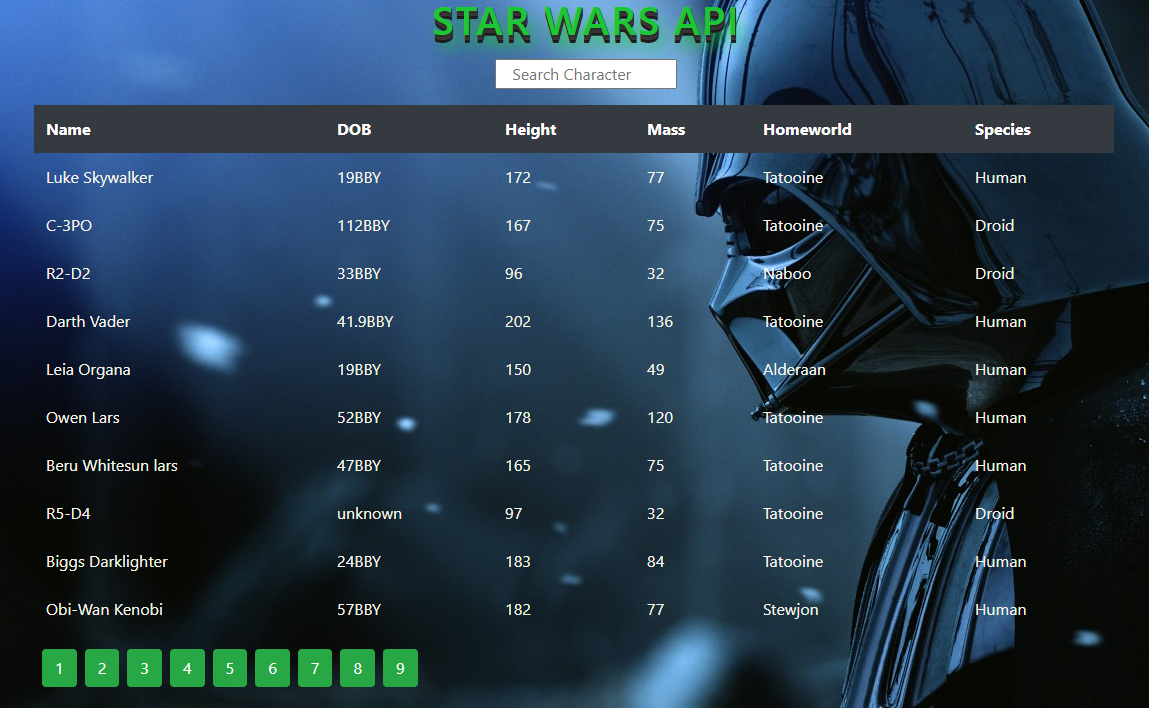 STAR WARS API
Search Character
Name DOB Height Mass Homeworld Species
Luke Skywalker 19BBY 172 77 Tatooine Human
C-3PO 112BBY 167 75 Tatooine Droid
R2-D2 33BBY 96 32 Naboo Droid
Darth Vader 41.9BBY 202 136 Tatooine Human
Leia Organa 19BBY 150 49 Alderaan Human
Owen Lars 52BBY 178 120 Tatooine Human
Beru Whitesun lars 47BBY 165 75 Tatooine Human
R5-D4 unknown 97 32 Tatooine Droid
Biggs Darklighter 24BBY 183 84 Tatooine Human
Obi-Wan Kenobi 57BBY 182 77 Stewjon Human
1 2 3 4 5 6 7 8 9